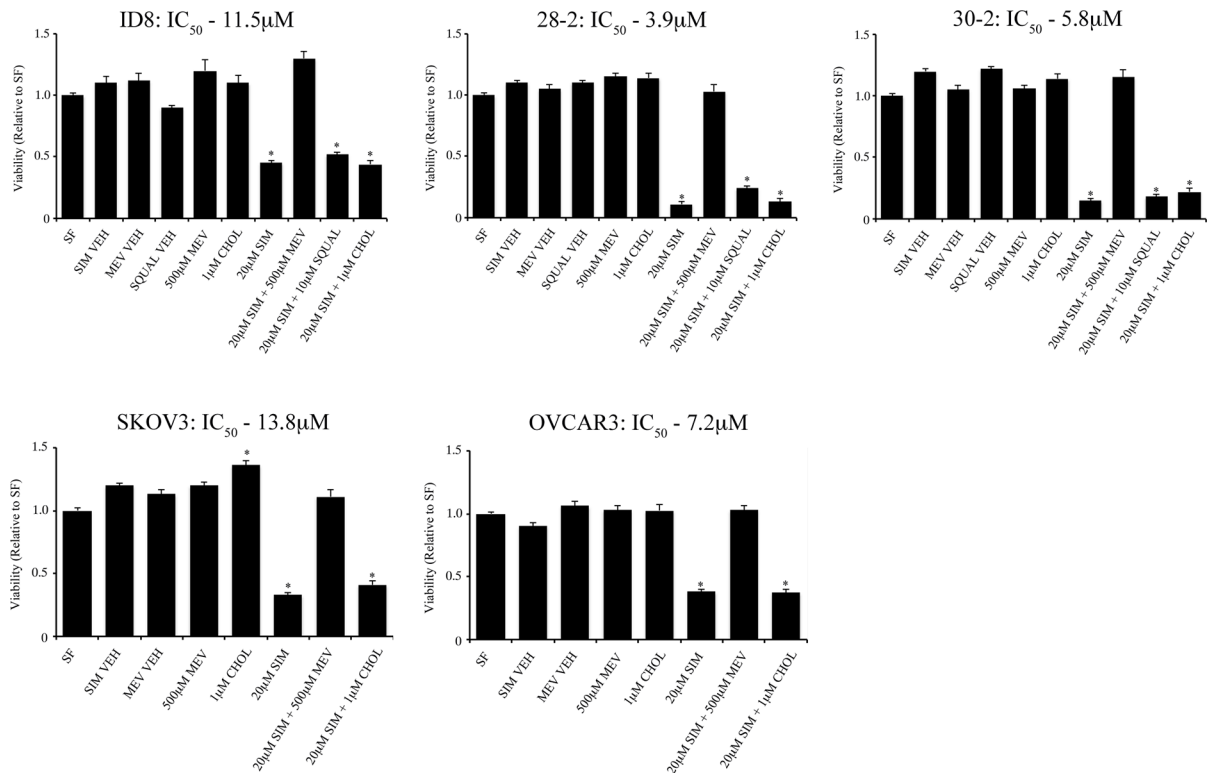 ID8: IC50 - 11.5µM
Viability (Relative to SF)
1.5
1.0
0.5
0
*
*
*
SF
SIM VEH
MEV VEH
SQUAL VEH
500µM MEV
1µM CHOL
20µM SIM
20µM SIM + 500µM MEV
20µM SIM + 10µM SQUAL
20µM SIM + 1µM CHOL
28-2: IC50 - 3.9µM
Viability (Relative to SF)
1.5
1.0
0.5
0
*
*
*
SF
SIM VEH
MEV VEH
SQUAL VEH
500µM MEV
1µM CHOL
20µM SIM
20µM SIM + 500µM MEV
20µM SIM + 10µM SQUAL
20µM SIM + 1µM CHOL
30-2: IC50 - 5.8µM
Viability (Relative to SF)
1.5
1.0
0.5
0
*
*
*
SF
SIM VEH
MEV VEH
SQUAL VEH
500µM MEV
1µM CHOL
20µM SIM
20µM SIM + 500µM MEV
20µM SIM + 10µM SQUAL
20µM SIM + 1µM CHOL
SKOV3: IC50 - 13.8µM
Viability (Relative to SF)
1.5
1.0
0.5
0
*
*
*
SF
SIM VEH
MEV VEH
500µM MEV
1µM CHOL
20µM SIM
20µM SIM + 500µM MEV
20µM SIM + 1µM CHOL
OVCAR3: IC50 - 7.2µM
Viability (Relative to SF)
1.5
1.0
0.5
0
*
*
SF
SIM VEH
MEV VEH
500µM MEV
1µM CHOL
20µM SIM
20µM SIM + 500µM MEV
20µM SIM + 1µM CHOL